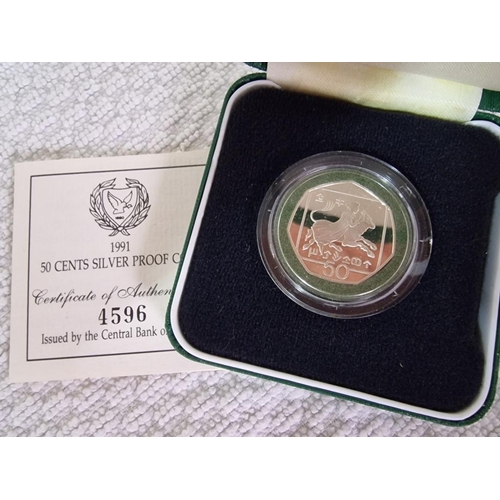 1991
50 CENTS SILVER PROOF C
Certificate of Authen
4596
Issued by the Central Bank of
50